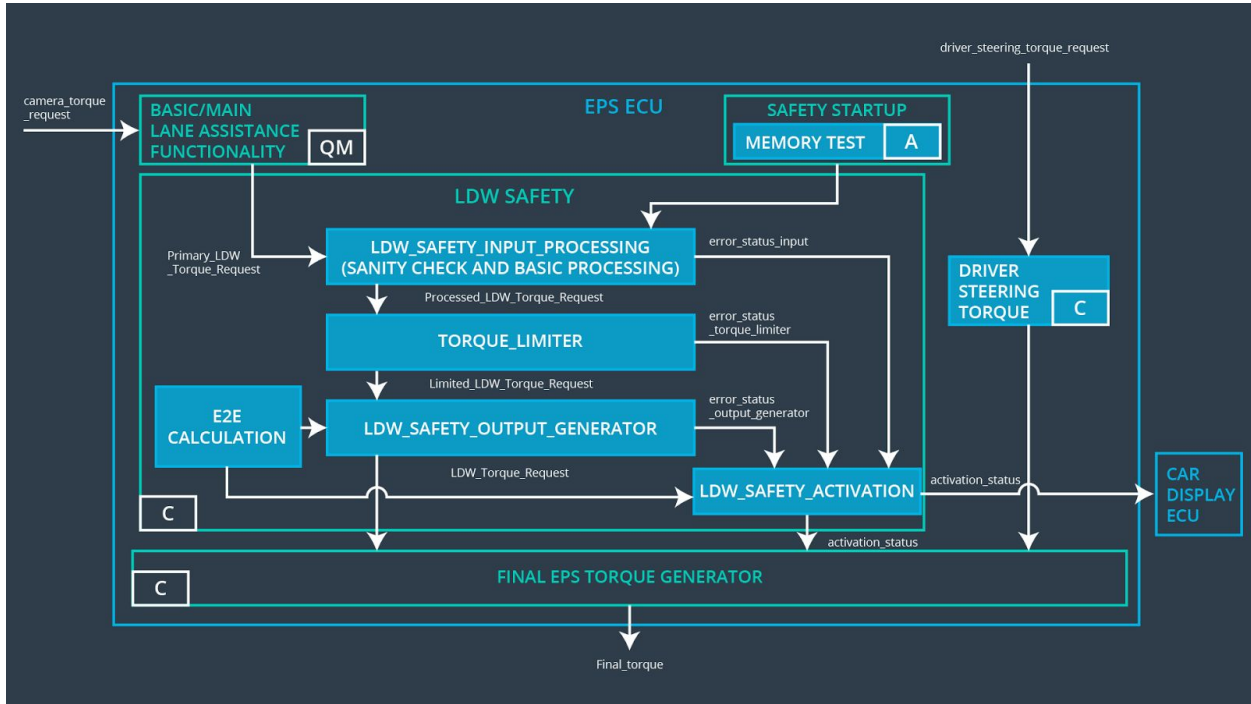 driver_steering_torque_request
camera_torque
_request
EPS ECU
BASIC/MAIN
LANE ASSISTANCE
FUNCTIONALITY
QM
SAFETY STARTUP
MEMORY TEST
A
LDW SAFETY
Primary_LDW
_Torque_Request
LDW_SAFETY_INPUT_PROCESSING
(SANITY CHECK AND BASIC PROCESSING)
error_status_input
DRIVER
STEERING
TORQUE
C
Processed_LDW_Torque_Request
TORQUE_LIMITER
error_status
_torque_limiter
Limited_LDW_Torque_Request
E2E
CALCULATION
LDW_SAFETY_OUTPUT_GENERATOR
error_status
_output_generator
LDW_Torque_Request
LDW_SAFETY_ACTIVATION
activation_status
CAR
DISPLAY
ECU
C
activation_status
FINAL EPS TORQUE GENERATOR
C
Final_torque